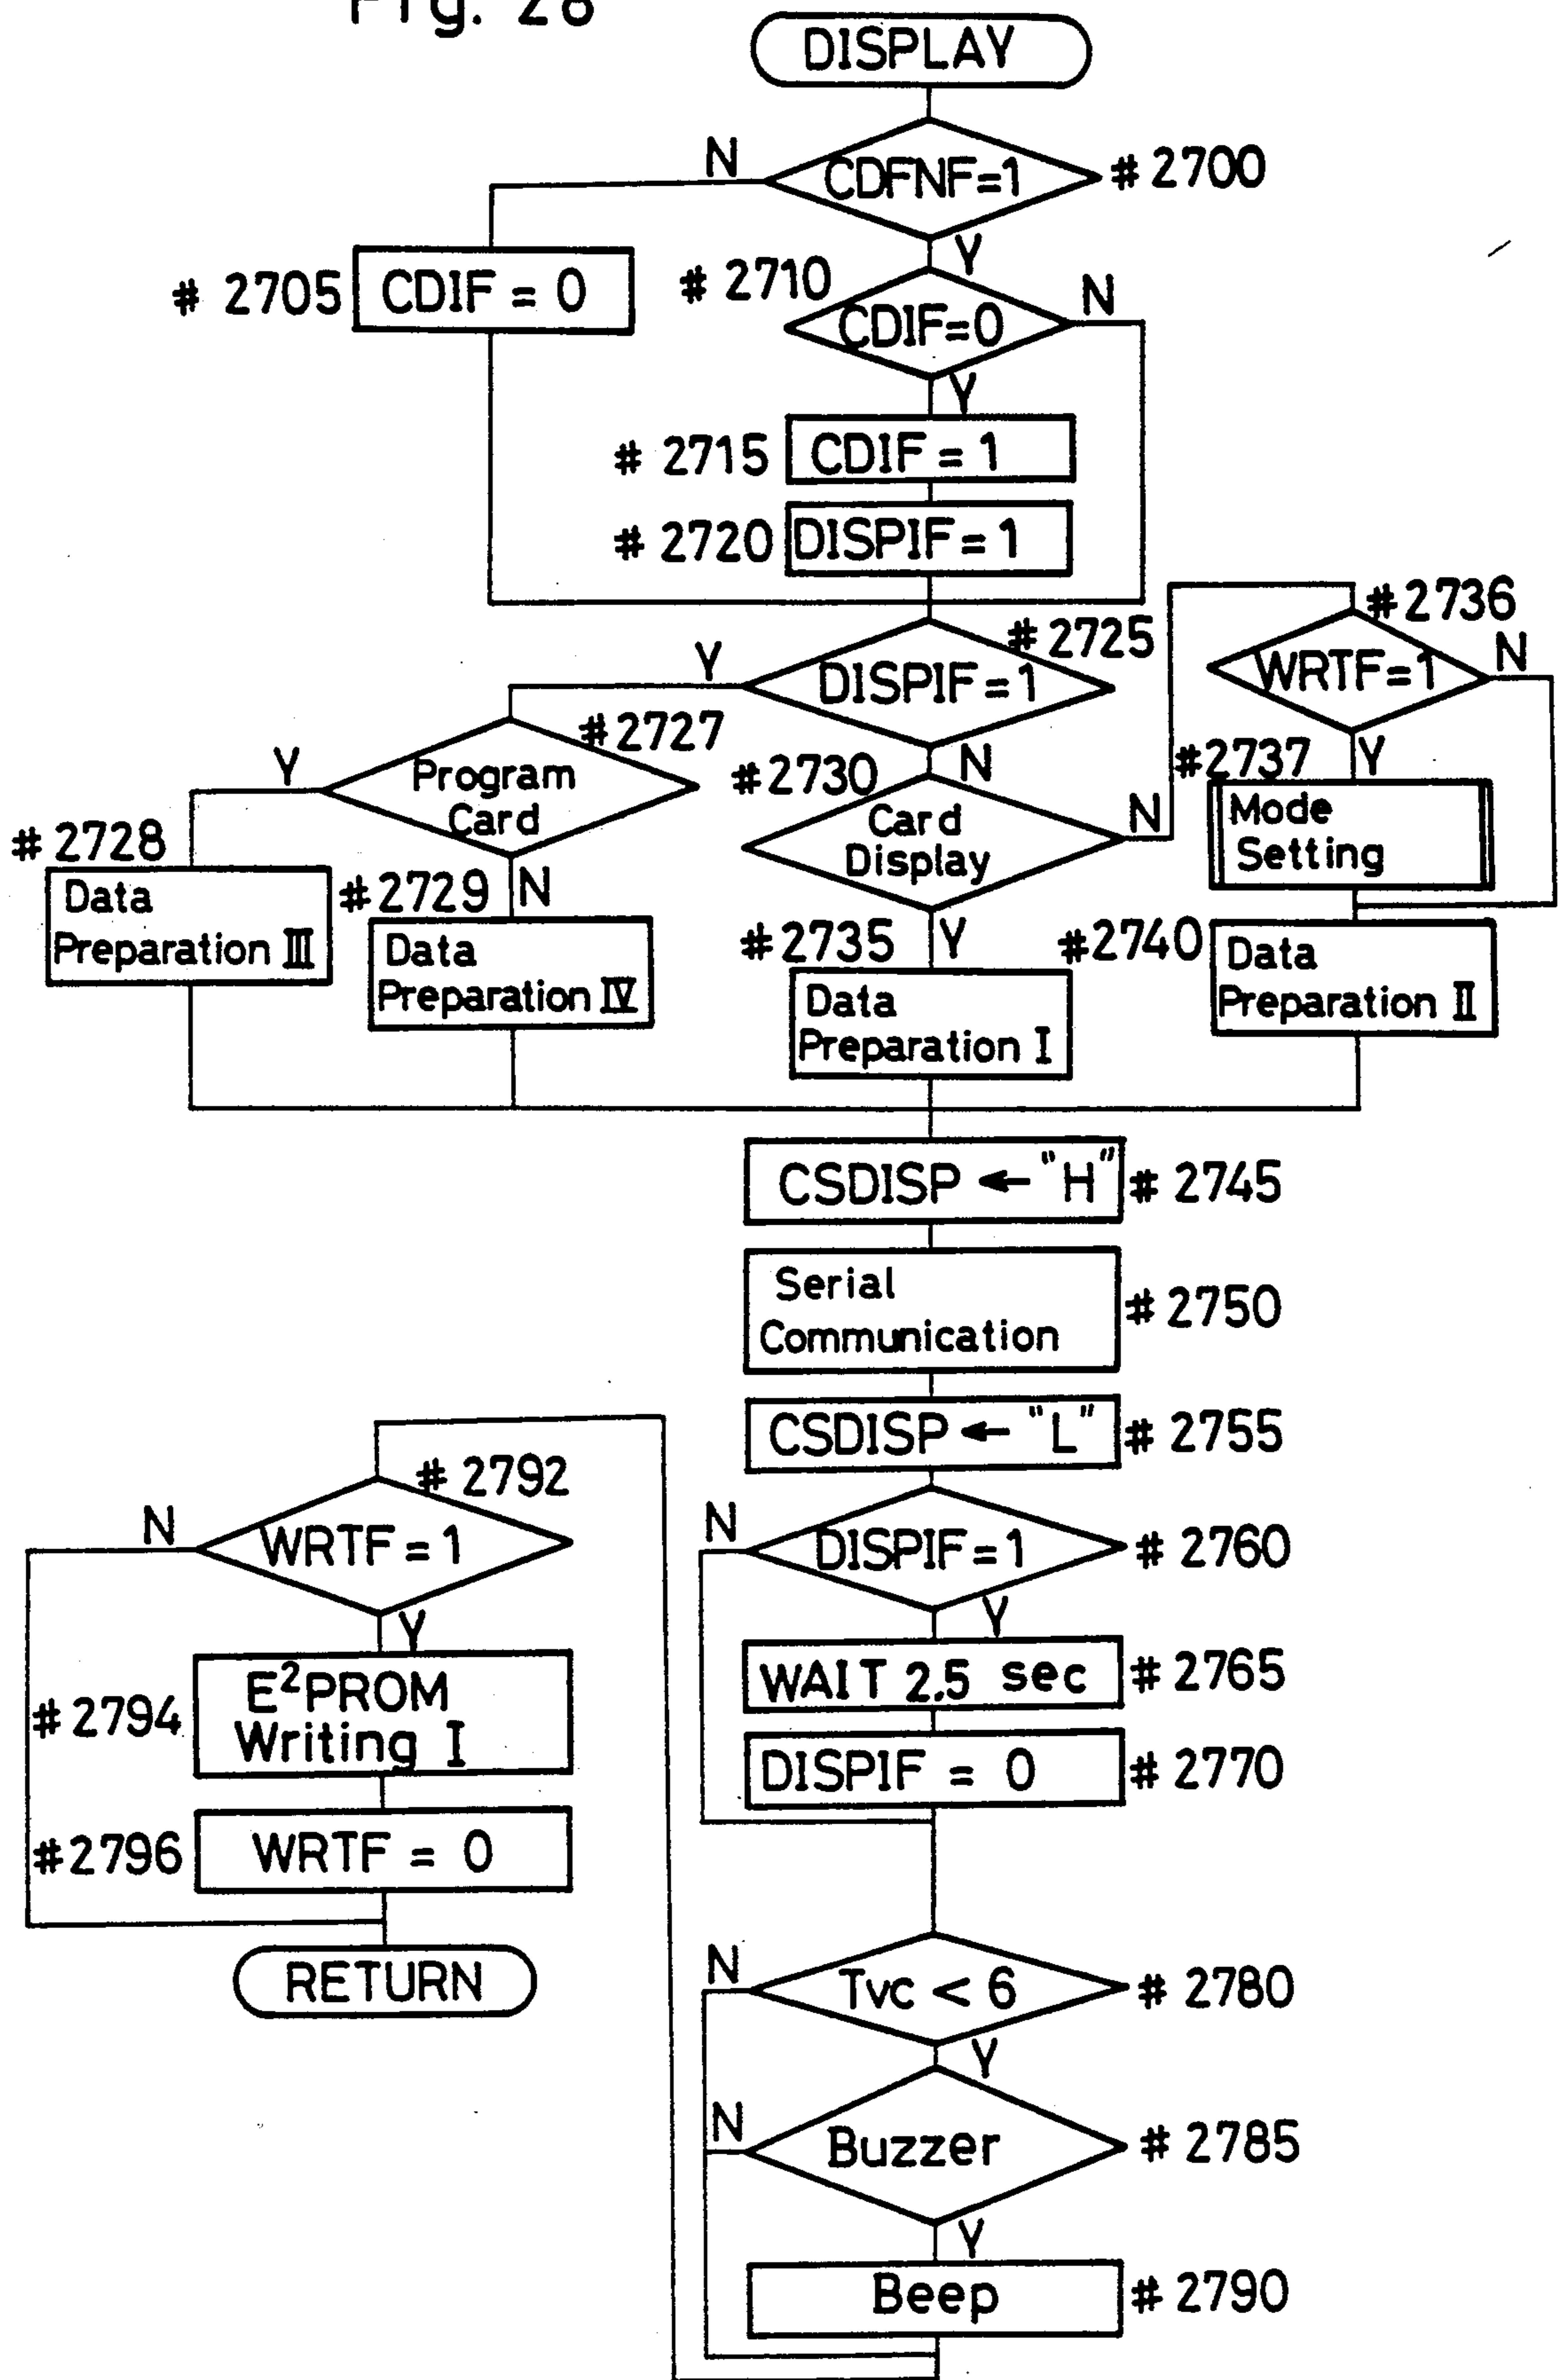 Fig. 28
DISPLAY
N
CDFNF=1
# 2700
Y
# 2705
CDIF = 0
# 2710
CDIF=0
N
Y
# 2715
CDIF = 1
# 2720
DISPIF = 1
# 2725
DISPIF=1
Y
N
#2736
WRTF=1
N
Y
#2727
Program
Card
Y
N
#2730
Card
Display
N
Y
#2737
Mode
Setting
# 2728
Data
Preparation III
#2729
Data
Preparation IV
#2735
Data
Preparation I
#2740
Data
Preparation II
CSDISP ← "H"
# 2745
Serial
Communication
# 2750
CSDISP ← "L"
# 2755
N
DISPIF=1
# 2760
Y
WAIT 2.5 sec
# 2765
DISPIF = 0
# 2770
N
Tvc < 6
# 2780
Y
N
Buzzer
# 2785
Y
Beep
# 2790
# 2792
N
WRTF = 1
Y
#2794
E²PROM
Writing I
#2796
WRTF = 0
RETURN